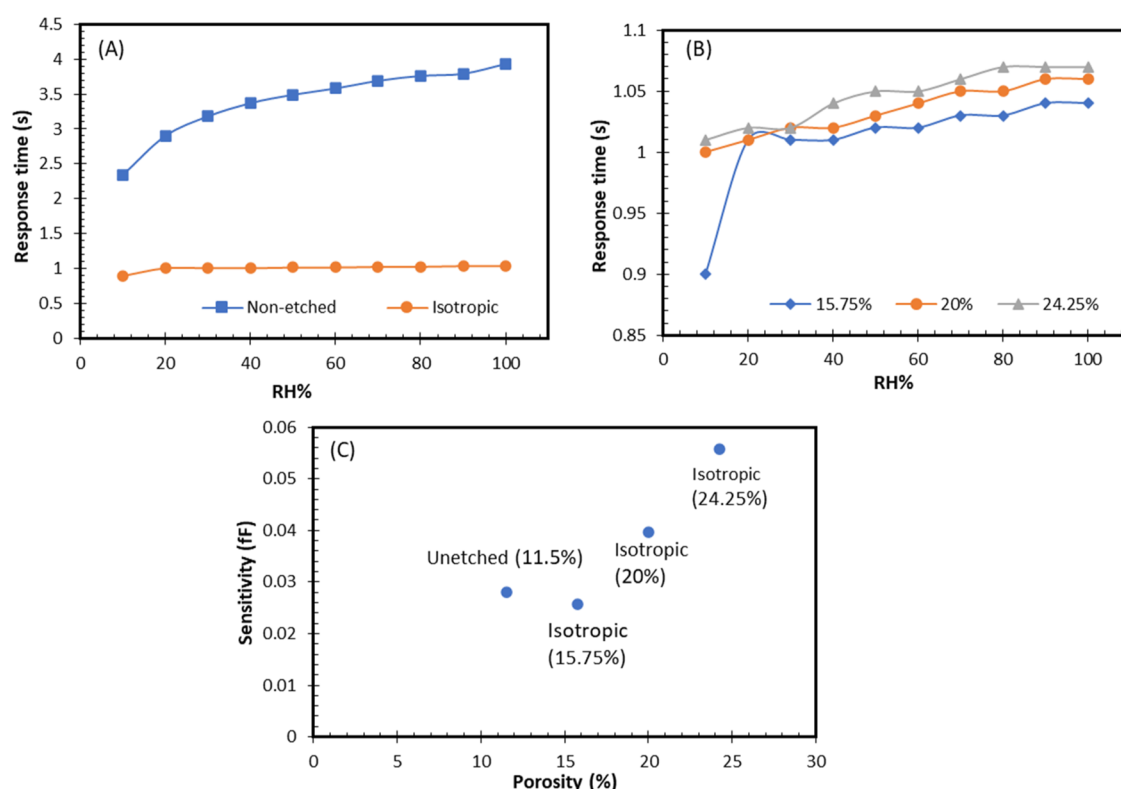 (A)
4.5
4
3.5
3
2.5
2
1.5
1
0.5
0
Response time (s)
Non-etched
Isotropic
0 20 40 60 80 100
RH%
(B)
1.1
1.05
1
0.95
0.9
0.85
Response time (s)
15.75%
20%
24.25%
0 20 40 60 80 100
RH%
(C)
0.06
0.05
0.04
0.03
0.02
0.01
0
Sensitivity (fF)
Isotropic
(24.25%)
Unetched (11.5%)
Isotropic
(20%)
Isotropic
(15.75%)
0 5 10 15 20 25 30
Porosity (%)